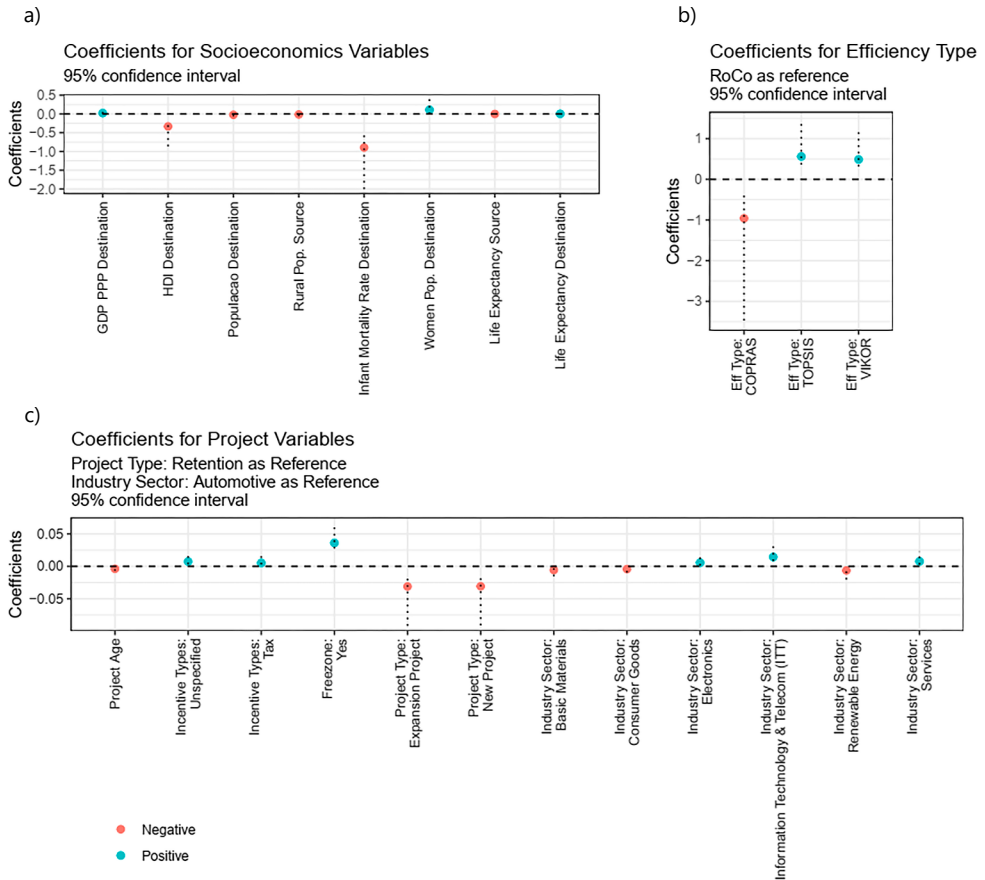 a)
Coefficients for Socioeconomics Variables
95% confidence interval
Coefficients
0.5
0.0
−0.5
−1.0
−1.5
−2.0
GDP PPP Destination
HDI Destination
Populacao Destination
Rural Pop. Source
Infant Mortality Rate Destination
Women Pop. Destination
Life Expectancy Source
Life Expectancy Destination
b)
Coefficients for Efficiency Type
RoCo as reference
95% confidence interval
Coefficients
1
0
−1
−2
−3
Eff Type:
COPRAS
Eff Type:
TOPSIS
Eff Type:
VIKOR
c)
Coefficients for Project Variables
Project Type: Retention as Reference
Industry Sector: Automotive as Reference
95% confidence interval
Coefficients
0.05
0.00
−0.05
Project Age
Incentive Types:
Unspecified
Incentive Types:
Tax
Freezone:
Yes
Project Type:
Expansion Project
Project Type:
New Project
Industry Sector:
Basic Materials
Industry Sector:
Consumer Goods
Industry Sector:
Electronics
Industry Sector:
Information Technology & Telecom (ITT)
Industry Sector:
Renewable Energy
Industry Sector:
Services
Negative
Positive